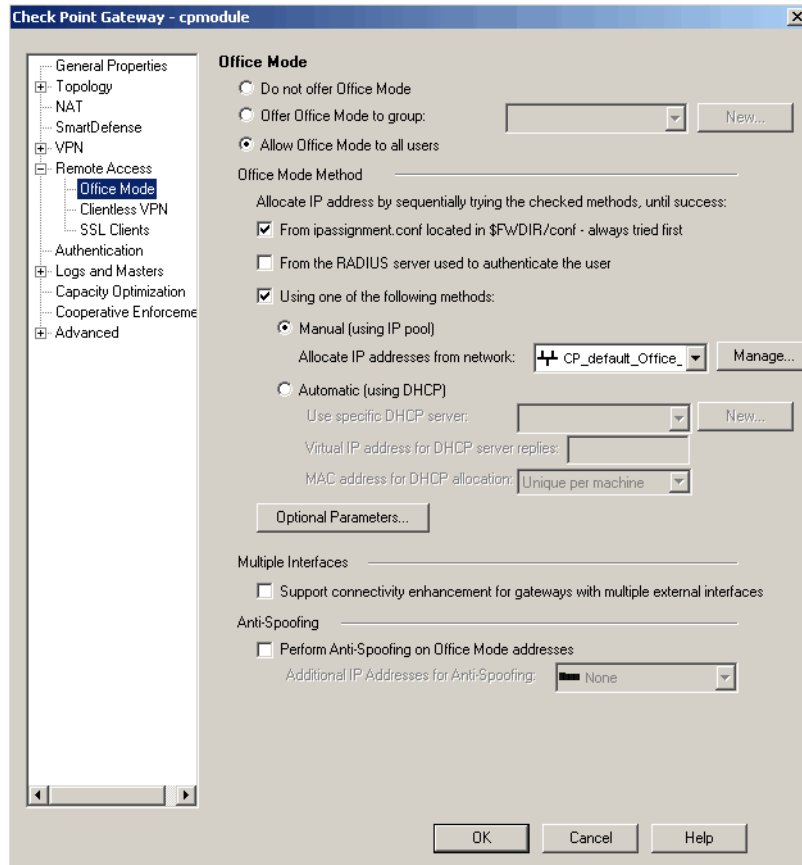 Check Point Gateway - cpmodule
General Properties
Topology
NAT
SmartDefense
VPN
Remote Access
Office Mode
Clientless VPN
SSL Clients
Authentication
Logs and Masters
Capacity Optimization
Cooperative Enforceme
Advanced
Office Mode
Do not offer Office Mode
Offer Office Mode to group:
New...
Allow Office Mode to all users
Office Mode Method
Allocate IP address by sequentially trying the checked methods, until success:
From ipassignment.conf located in $FWDIR/conf - always tried first
From the RADIUS server used to authenticate the user
Using one of the following methods:
Manual (using IP pool)
Allocate IP addresses from network: CP_default_Office_ Manage...
Automatic (using DHCP)
Use specific DHCP server: New...
Virtual IP address for DHCP server replies:
MAC address for DHCP allocation: Unique per machine
Optional Parameters...
Multiple Interfaces
Support connectivity enhancement for gateways with multiple external interfaces
Anti-Spoofing
Perform Anti-Spoofing on Office Mode addresses
Additional IP Addresses for Anti-Spoofing: None
OK Cancel Help